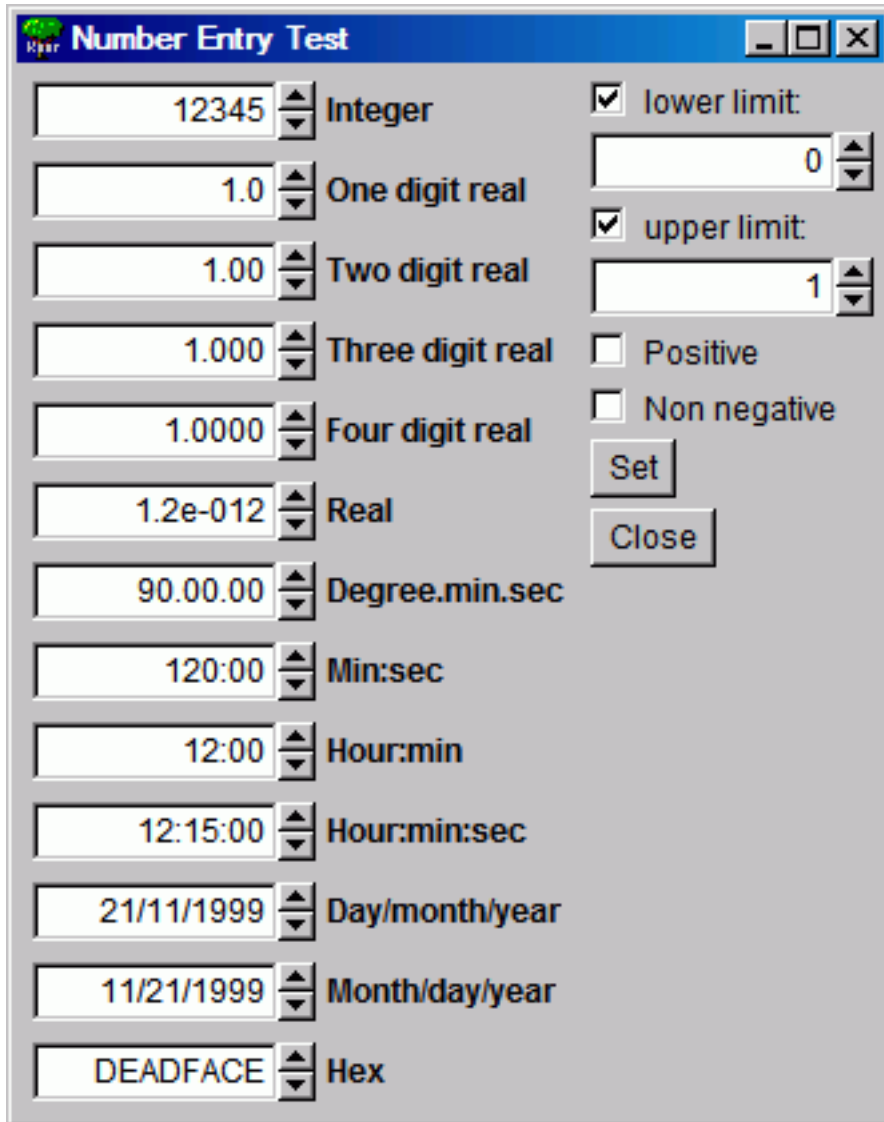 Number Entry Test
12345 Integer
1.0 One digit real
1.00 Two digit real
1.000 Three digit real
1.0000 Four digit real
1.2e-012 Real
90.00.00 Degree.min.sec
120:00 Min:sec
12:00 Hour:min
12:15:00 Hour:min:sec
21/11/1999 Day/month/year
11/21/1999 Month/day/year
DEADFACE Hex
lower limit:
0
upper limit:
1
Positive
Non negative
Set
Close